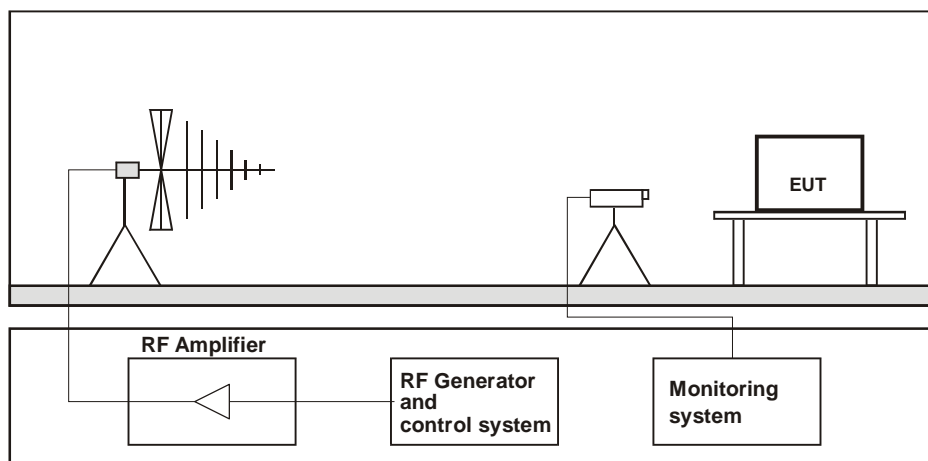 EUT
RF Amplifier
RF Generator
and
control system
Monitoring
system